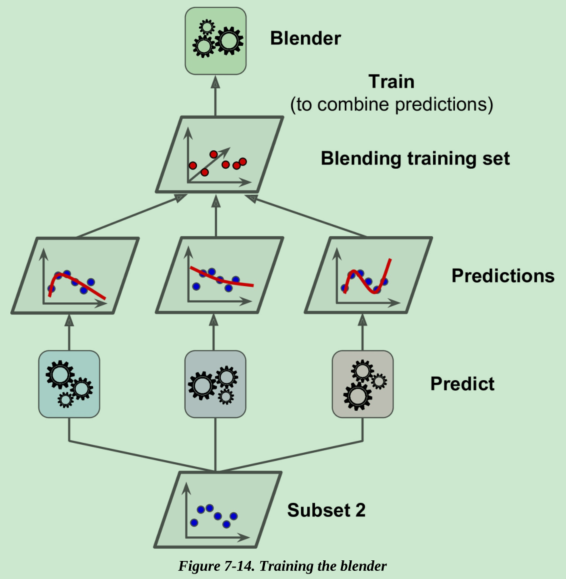 Blender
Train
(to combine predictions)
Blending training set
Predictions
Predict
Subset 2
Figure 7-14. Training the blender